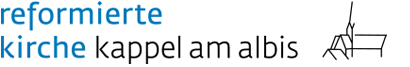 reformierte
kirche kappel am albis